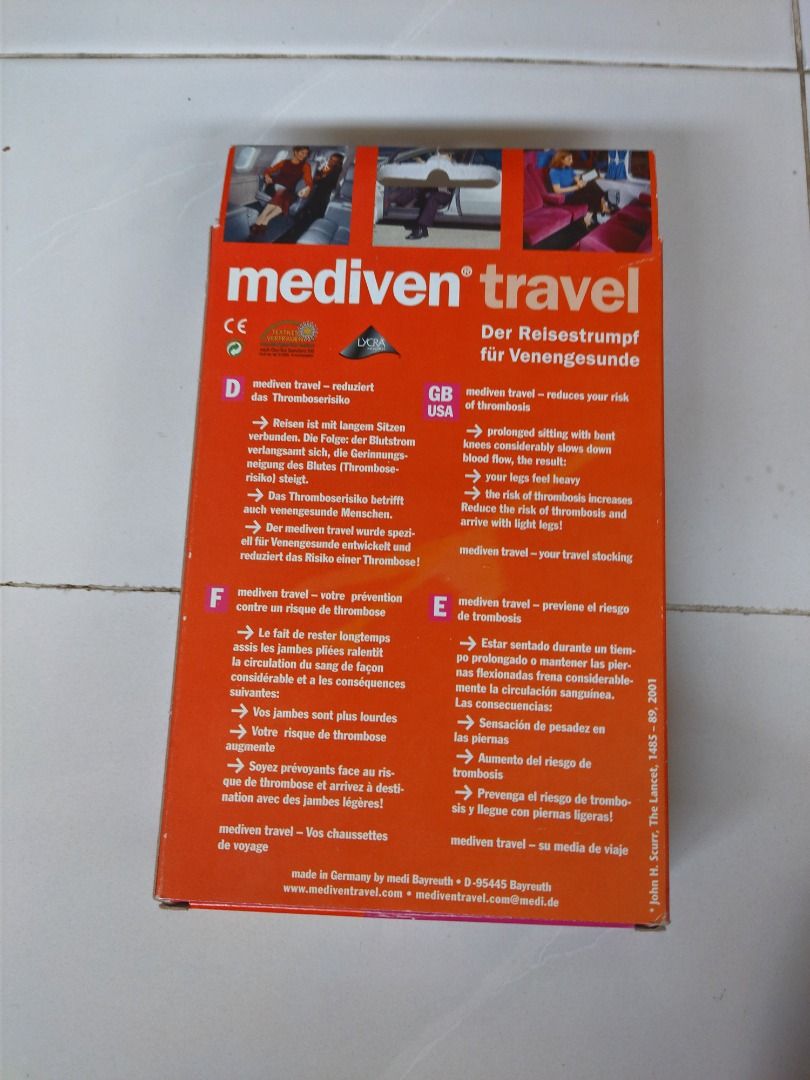 mediven® travel
CE
TEXTILES
VERTRAUEN
LYCRA
Der Reisestrumpf
für Venengesunde
D
mediven travel – reduziert
das Thromboserisiko
→ Reisen ist mit langem Sitzen
verbunden. Die Folge: der Blutstrom
verlangsamt sich, die Gerinnungs-
neigung des Blutes (Thrombose-
risiko) steigt.
→ Das Thromboserisiko betrifft
auch venengesunde Menschen.
→ Der mediven travel wurde spezi-
ell für Venengesunde entwickelt und
reduziert das Risiko einer Thrombose!
GB
USA
mediven travel – reduces your risk
of thrombosis
→ prolonged sitting with bent
knees considerably slows down
blood flow, the result:
→ your legs feel heavy
→ the risk of thrombosis increases
Reduce the risk of thrombosis and
arrive with light legs!
mediven travel – your travel stocking
F
mediven travel – votre prévention
contre un risque de thrombose
→ Le fait de rester longtemps
assis les jambes pliées ralentit
la circulation du sang de façon
considérable et a les conséquences
suivantes:
→ Vos jambes sont plus lourdes
→ Votre risque de thrombose
augmente
→ Soyez prévoyants face au ris-
que de thrombose et arrivez à desti-
nation avec des jambes légères!
mediven travel – Vos chaussettes
de voyage
E
mediven travel – previene el riesgo
de trombosis
→ Estar sentado durante un tiem-
po prolongado o mantener las pier-
nas flexionadas frena considerable-
mente la circulación sanguínea.
Las consecuencias:
→ Sensación de pesadez en
las piernas
→ Aumento del riesgo de
trombosis
→ Prevenga el riesgo de trombo-
sis y llegue con piernas ligeras!
mediven travel – su media de viaje
* John H. Scurr, The Lancet, 1485 – 89, 2001
made in Germany by medi Bayreuth • D-95445 Bayreuth
www.mediventravel.com • mediventravel.com@medi.de